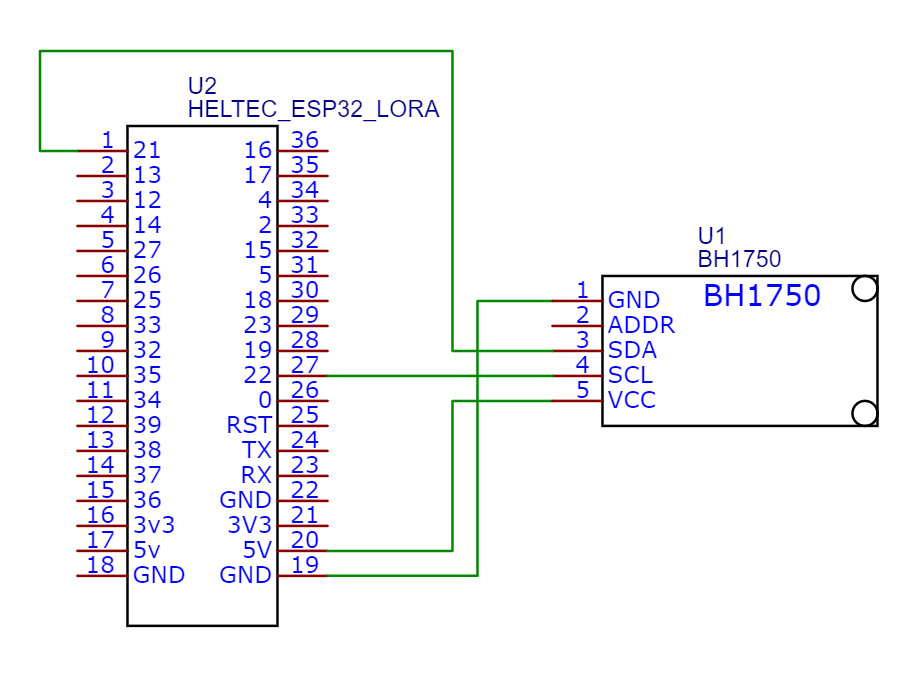 U2
HELTEC_ESP32_LORA
1 21 16 36
2 13 17 35
3 12 4 34
4 14 2 33
5 27 15 32
6 26 5 31
7 25 18 30
8 33 23 29
9 32 19 28
10 35 22 27
11 34 0 26
12 39 RST 25
13 38 TX 24
14 37 RX 23
15 36 GND 22
16 3v3 3V3 21
17 5v 5V 20
18 GND GND 19
U1
BH1750
BH1750
1 GND
2 ADDR
3 SDA
4 SCL
5 VCC